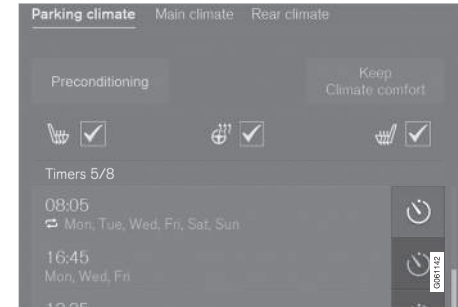 Parking climate Main climate Rear climate
Preconditioning
Keep
Climate comfort
Timers 5/8
08:05
Mon, Tue, Wed, Fri, Sat, Sun
16:45
Mon, Wed, Fri
G061142